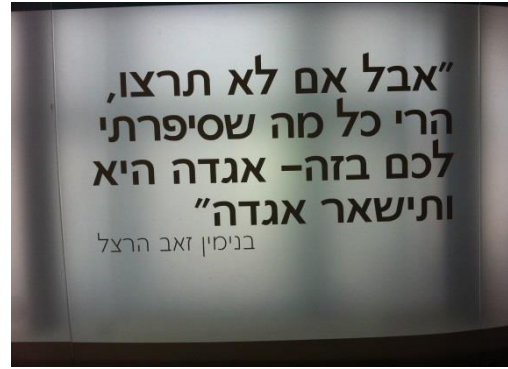 "אבל אם לא תרצו,
הרי כל מה שסיפרתי
לכם בזה– אגדה היא
ותישאר אגדה"
בנימין זאב הרצל